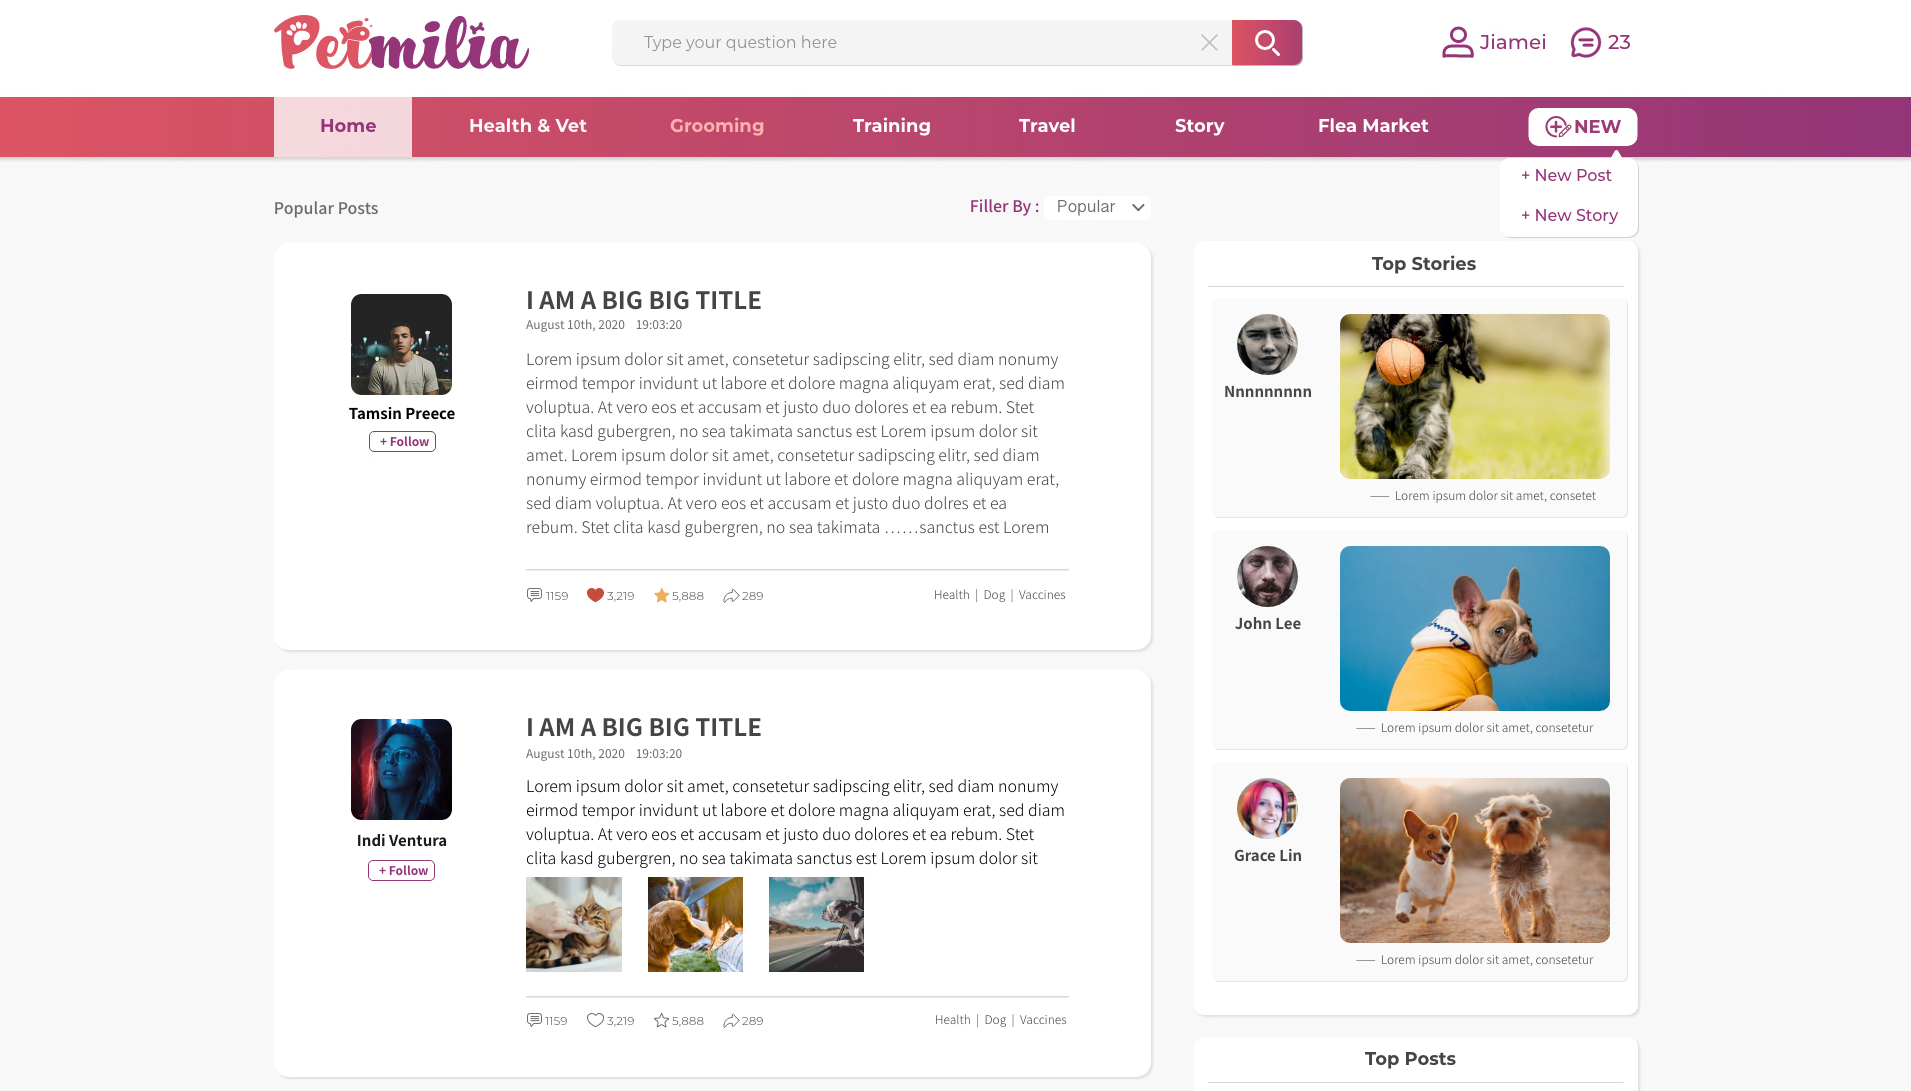 Petmilia
Type your question here
Jiamei
23
Home
Health & Vet
Grooming
Training
Travel
Story
Flea Market
NEW
+ New Post
+ New Story
Popular Posts
Filler By :
Popular
Tamsin Preece
+ Follow
I AM A BIG BIG TITLE
August 10th, 2020 19:03:20
Lorem ipsum dolor sit amet, consetetur sadipscing elitr, sed diam nonumy
eirmod tempor invidunt ut labore et dolore magna aliquyam erat, sed diam
voluptua. At vero eos et accusam et justo duo dolores et ea rebum. Stet
clita kasd gubergren, no sea takimata sanctus est Lorem ipsum dolor sit
amet. Lorem ipsum dolor sit amet, consetetur sadipscing elitr, sed diam
nonumy eirmod tempor invidunt ut labore et dolore magna aliquyam erat,
sed diam voluptua. At vero eos et accusam et justo duo dolres et ea
rebum. Stet clita kasd gubergren, no sea takimata ……sanctus est Lorem
1159
3,219
5,888
289
Health | Dog | Vaccines
Indi Ventura
+ Follow
I AM A BIG BIG TITLE
August 10th, 2020 19:03:20
Lorem ipsum dolor sit amet, consetetur sadipscing elitr, sed diam nonumy
eirmod tempor invidunt ut labore et dolore magna aliquyam erat, sed diam
voluptua. At vero eos et accusam et justo duo dolores et ea rebum. Stet
clita kasd gubergren, no sea takimata sanctus est Lorem ipsum dolor sit
1159
3,219
5,888
289
Health | Dog | Vaccines
Top Stories
Nnnnnnnnn
—— Lorem ipsum dolor sit amet, consetet
John Lee
—— Lorem ipsum dolor sit amet, consetetur
Grace Lin
—— Lorem ipsum dolor sit amet, consetetur
Top Posts